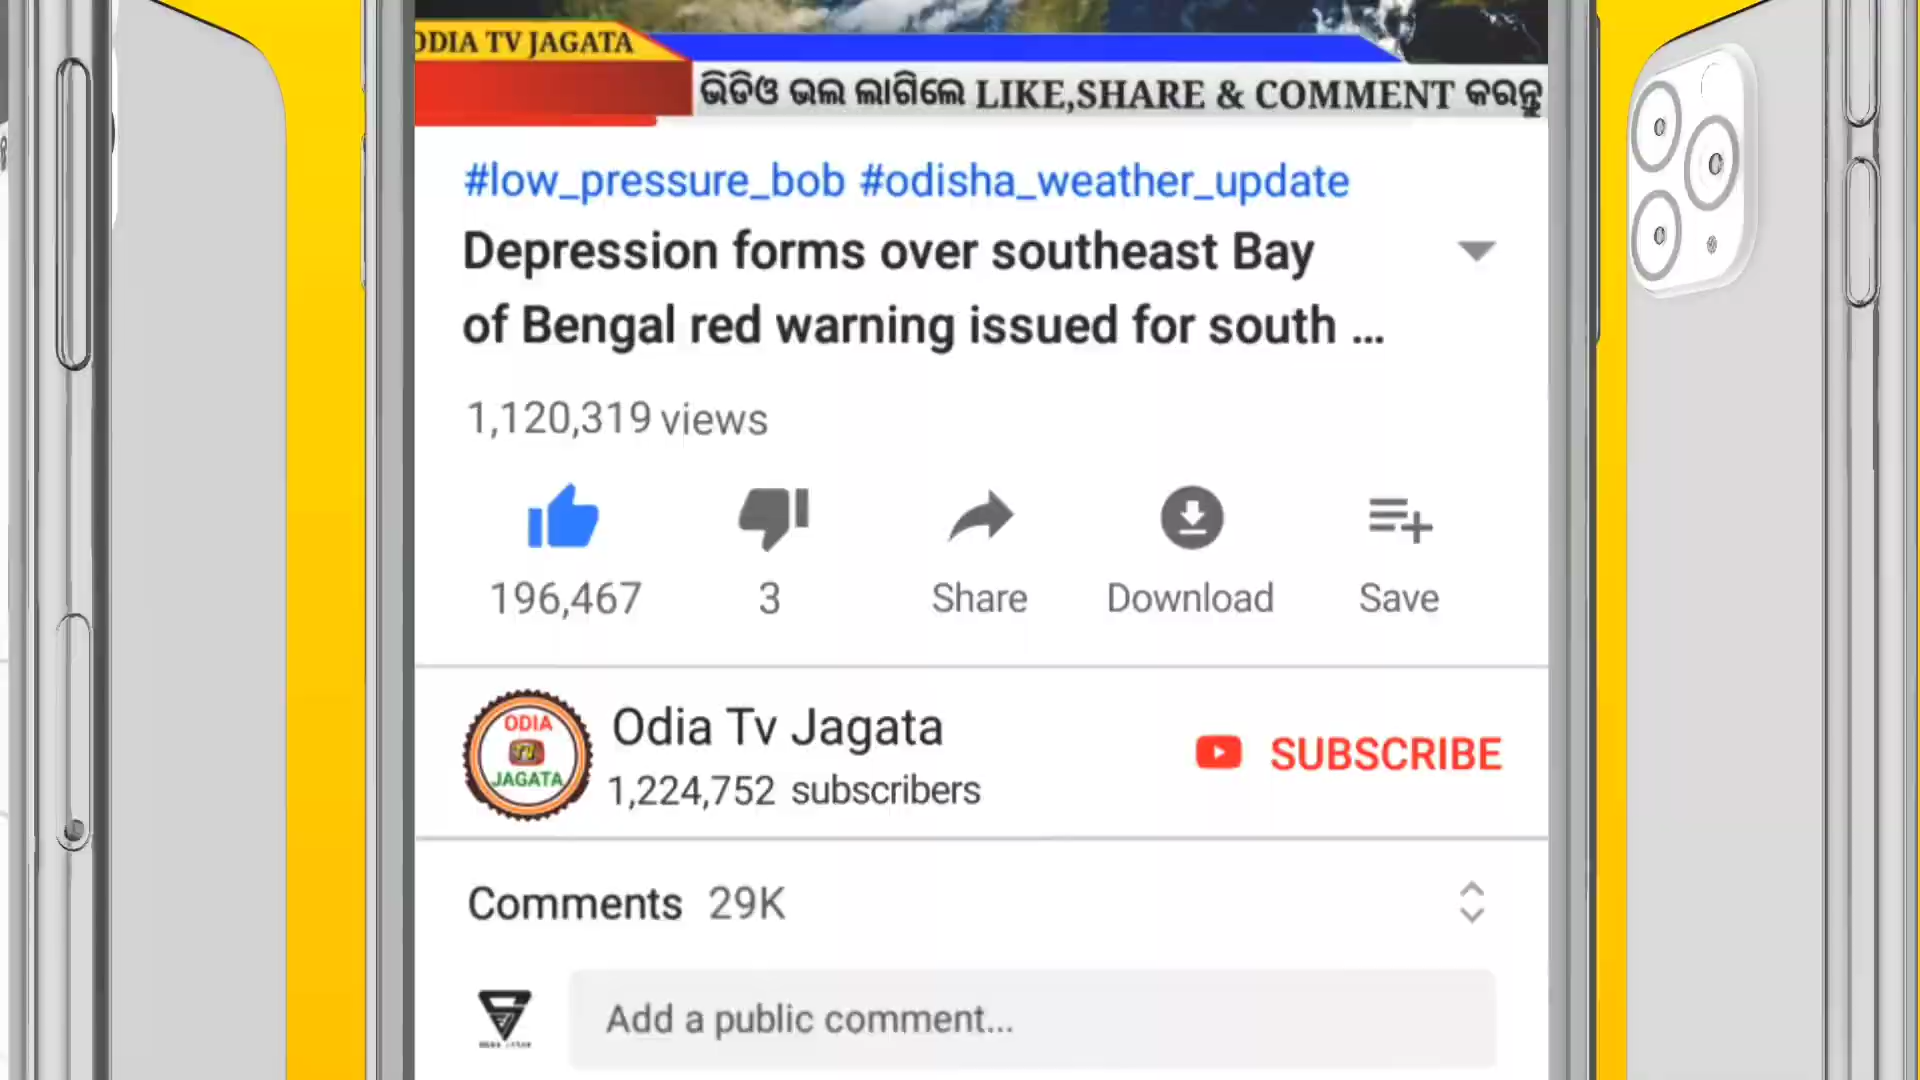 ODIA TV JAGATA
ଭିଡିଓ ଭଲ ଲାଗିଲେ LIKE,SHARE & COMMENT କରନ୍ତୁ
#low_pressure_bob #odisha_weather_update
Depression forms over southeast Bay
of Bengal red warning issued for south ...
1,120,319 views
196,467
3
Share
Download
Save
ODIA
TV
JAGATA
Odia Tv Jagata
1,224,752 subscribers
SUBSCRIBE
Comments 29K
Add a public comment...